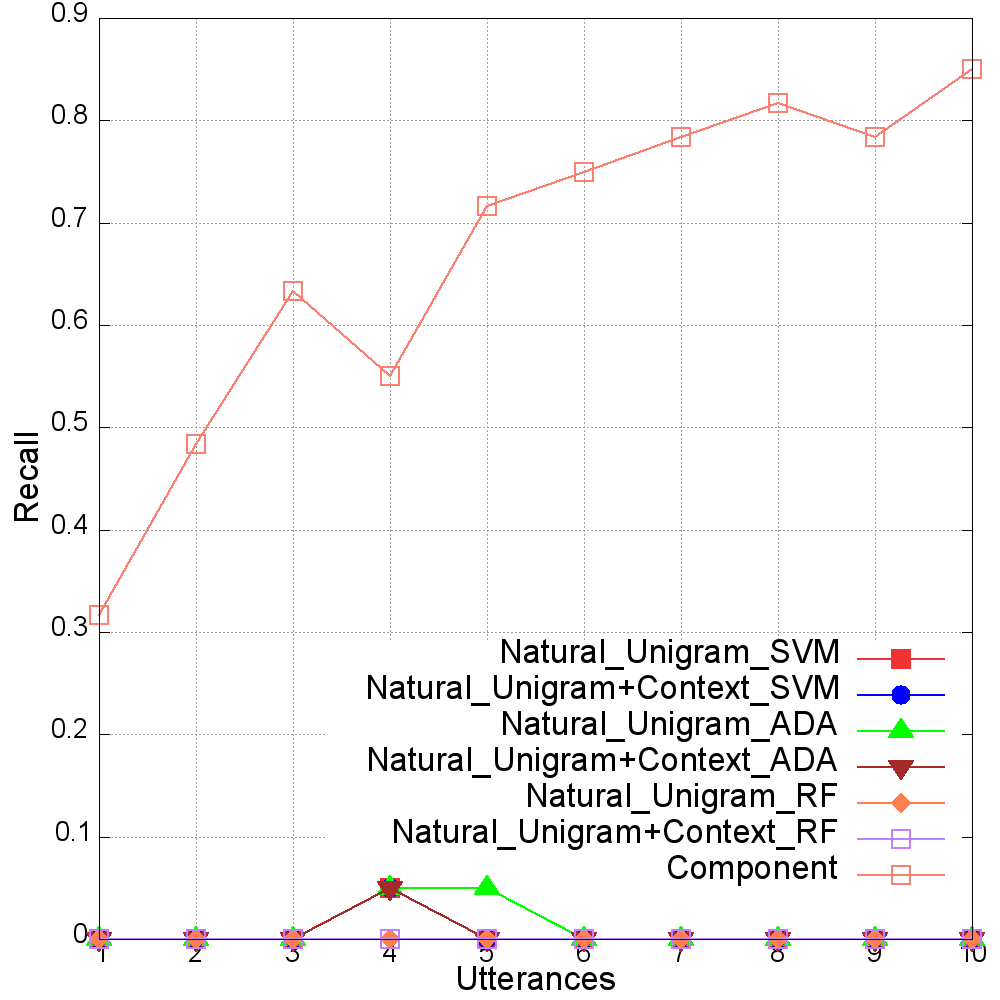 0.9
0.8
0.7
0.6
0.5
0.4
0.3
0.2
0.1
0
Recall
Natural_Unigram_SVM
Natural_Unigram+Context_SVM
Natural_Unigram_ADA
Natural_Unigram+Context_ADA
Natural_Unigram_RF
Natural_Unigram+Context_RF
Component
1 2 3 4 5 6 7 8 9 10
Utterances